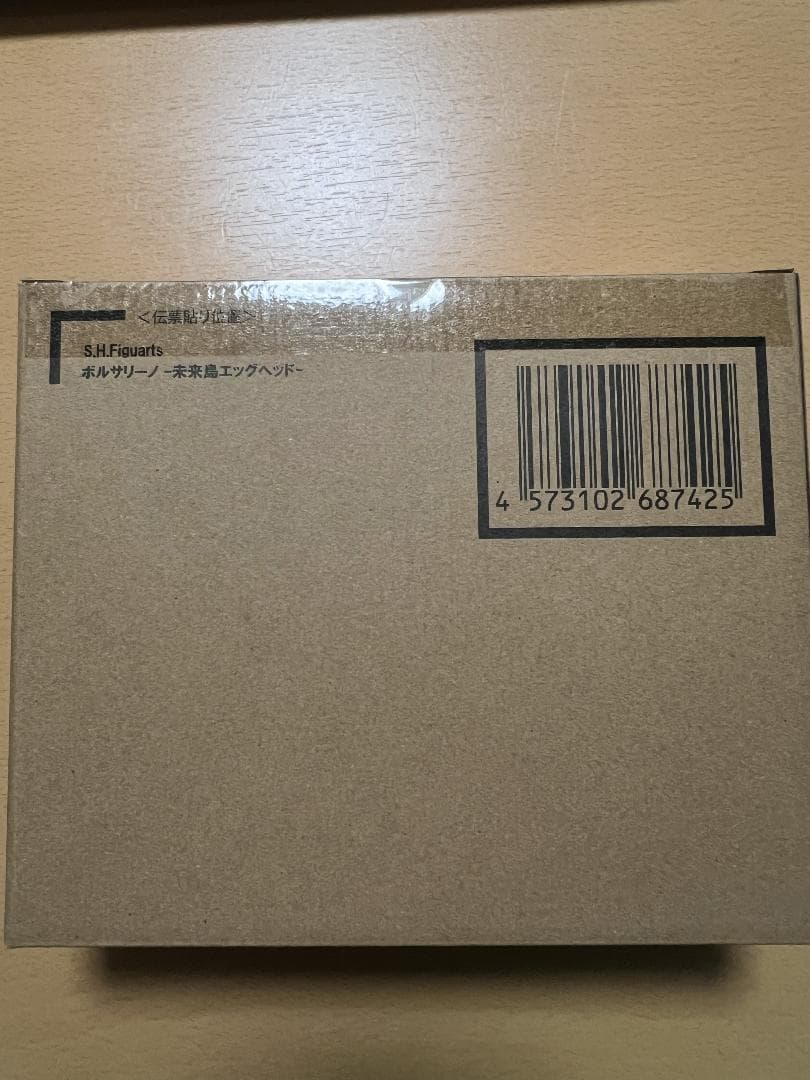 ＜伝票貼り位置＞
S.H.Figuarts
ボルサリーノ -未来島エッグヘッド-
4 573102 687425